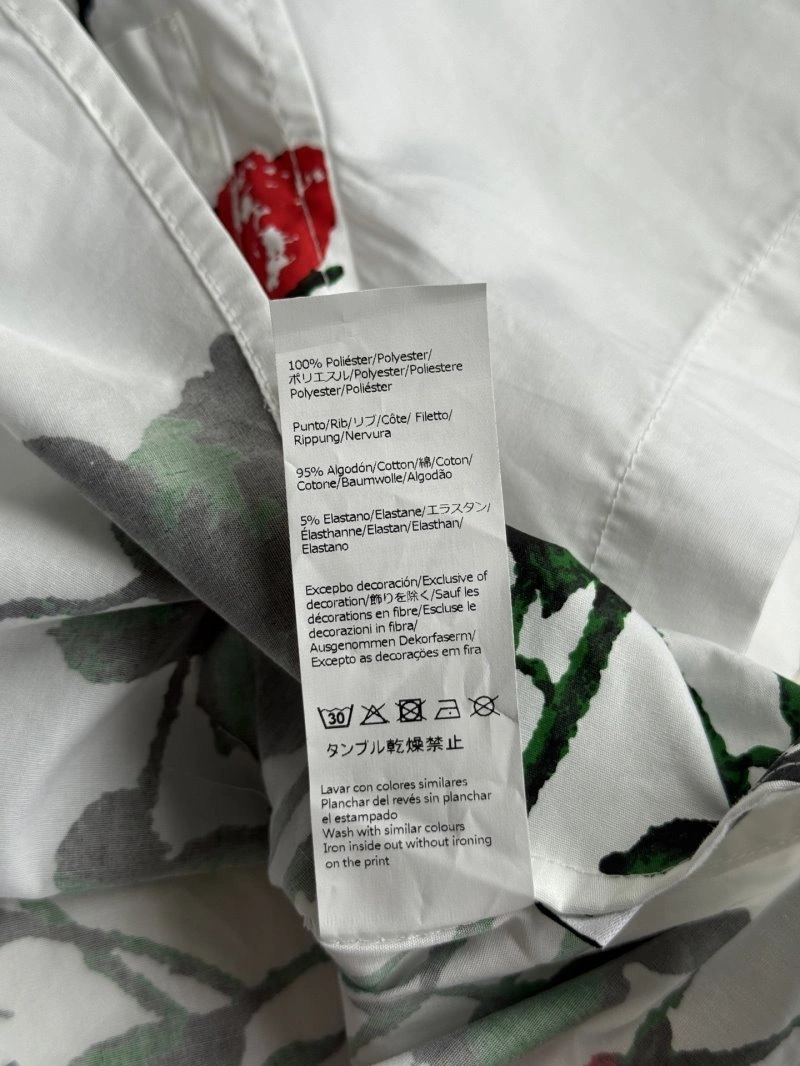 100% Poliéster/Polyester/
ポリエスル/Polyester/Poliestere
Polyester/Poliéster
Punto/Rib/リブ/Côte/ Filetto/
Rippung/Nervura
95% Algodón/Cotton/綿/Coton/
Cotone/Baumwolle/Algodão
5% Elastano/Elastane/エラスタン/
Élasthanne/Elastan/Elasthan/
Elastano
Excepbo decoración/Exclusive of
decoration/飾りを除く/Sauf les
décorations en fibre/Escluse le
decorazioni in fibra/
Ausgenommen Dekorfaserm/
Excepto as decorações em fira
30
タンブル乾燥禁止
Lavar con colores similares
Planchar del revés sin planchar
el estampado
Wash with similar colours
Iron inside out without ironing
on the print